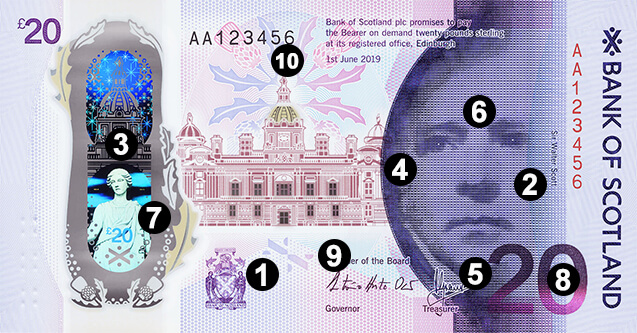 £20
AA123456
Bank of Scotland plc promises to pay
the Bearer on demand twenty pounds sterling
at its registered office, Edinburgh
1st June 2019
10
6
3
4
2
7
£20
Sir Walter Scott
AA123456
BANK OF SCOTLAND
9
of the Board
1
5
20
8
Governor
Treasurer